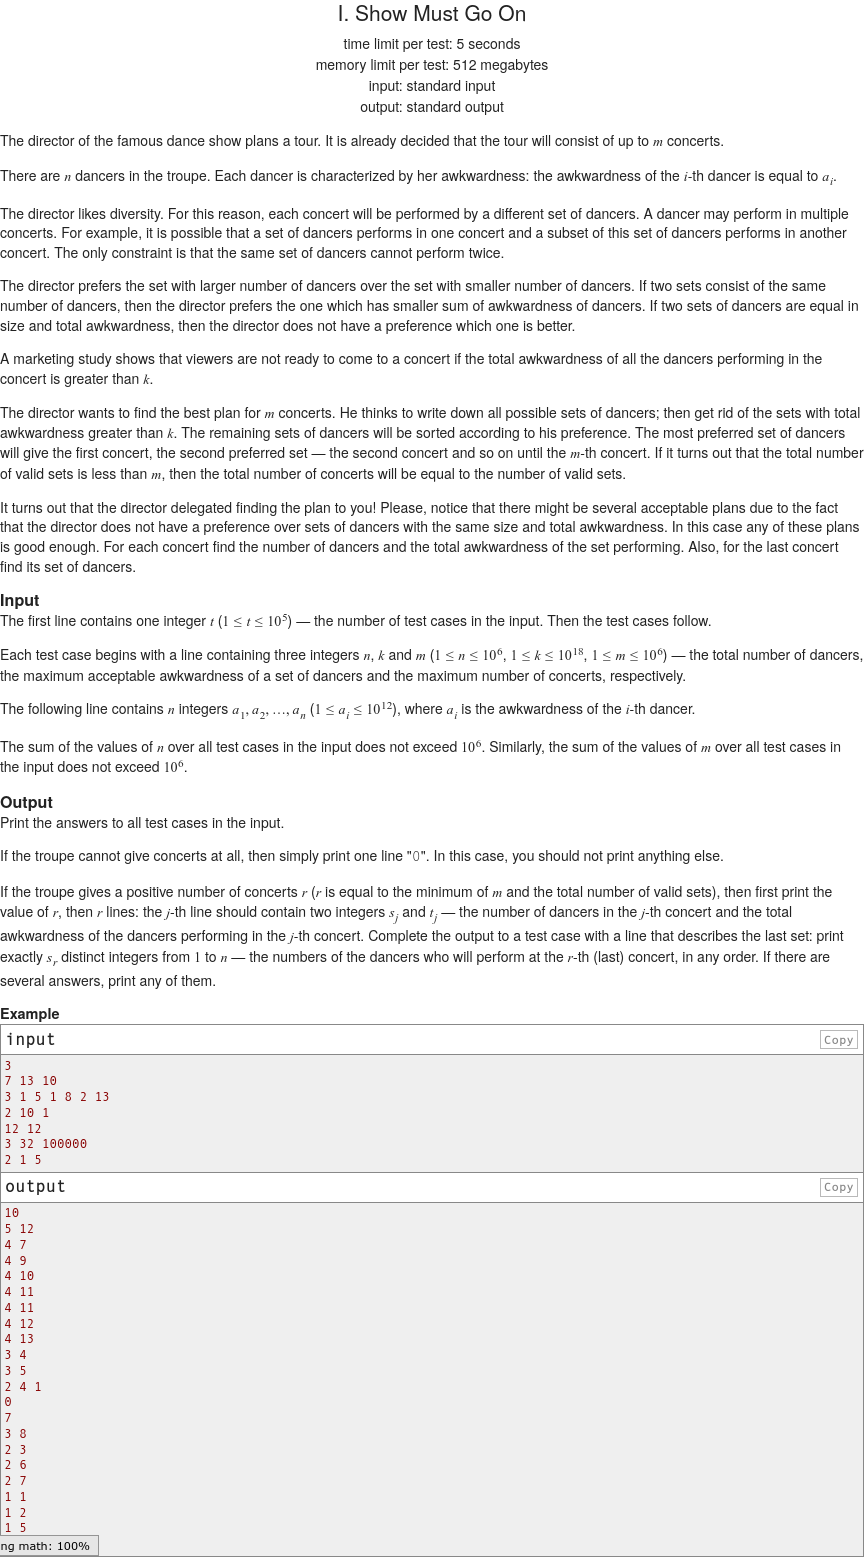 I. Show Must Go On
time limit per test: 5 seconds
memory limit per test: 512 megabytes
input: standard input
output: standard output
The director of the famous dance show plans a tour. It is already decided that the tour will consist of up to m concerts.
There are n dancers in the troupe. Each dancer is characterized by her awkwardness: the awkwardness of the i-th dancer is equal to a_i.
The director likes diversity. For this reason, each concert will be performed by a different set of dancers. A dancer may perform in multiple
concerts. For example, it is possible that a set of dancers performs in one concert and a subset of this set of dancers performs in another
concert. The only constraint is that the same set of dancers cannot perform twice.
The director prefers the set with larger number of dancers over the set with smaller number of dancers. If two sets consist of the same
number of dancers, then the director prefers the one which has smaller sum of awkwardness of dancers. If two sets of dancers are equal in
size and total awkwardness, then the director does not have a preference which one is better.
A marketing study shows that viewers are not ready to come to a concert if the total awkwardness of all the dancers performing in the
concert is greater than k.
The director wants to find the best plan for m concerts. He thinks to write down all possible sets of dancers; then get rid of the sets with total
awkwardness greater than k. The remaining sets of dancers will be sorted according to his preference. The most preferred set of dancers
will give the first concert, the second preferred set — the second concert and so on until the m-th concert. If it turns out that the total number
of valid sets is less than m, then the total number of concerts will be equal to the number of valid sets.
It turns out that the director delegated finding the plan to you! Please, notice that there might be several acceptable plans due to the fact
that the director does not have a preference over sets of dancers with the same size and total awkwardness. In this case any of these plans
is good enough. For each concert find the number of dancers and the total awkwardness of the set performing. Also, for the last concert
find its set of dancers.
Input
The first line contains one integer t (1 ≤ t ≤ 10^5) — the number of test cases in the input. Then the test cases follow.
Each test case begins with a line containing three integers n, k and m (1 ≤ n ≤ 10^6, 1 ≤ k ≤ 10^18, 1 ≤ m ≤ 10^6) — the total number of dancers,
the maximum acceptable awkwardness of a set of dancers and the maximum number of concerts, respectively.
The following line contains n integers a_1, a_2, …, a_n (1 ≤ a_i ≤ 10^12), where a_i is the awkwardness of the i-th dancer.
The sum of the values of n over all test cases in the input does not exceed 10^6. Similarly, the sum of the values of m over all test cases in
the input does not exceed 10^6.
Output
Print the answers to all test cases in the input.
If the troupe cannot give concerts at all, then simply print one line "0". In this case, you should not print anything else.
If the troupe gives a positive number of concerts r (r is equal to the minimum of m and the total number of valid sets), then first print the
value of r, then r lines: the j-th line should contain two integers s_j and t_j — the number of dancers in the j-th concert and the total
awkwardness of the dancers performing in the j-th concert. Complete the output to a test case with a line that describes the last set: print
exactly s_r distinct integers from 1 to n — the numbers of the dancers who will perform at the r-th (last) concert, in any order. If there are
several answers, print any of them.
Example
input
Copy
3
7 13 10
3 1 5 1 8 2 13
2 10 1
12 12
3 32 100000
2 1 5
output
Copy
10
5 12
4 7
4 9
4 10
4 11
4 11
4 12
4 13
3 4
3 5
2 4 1
0
7
3 8
2 3
2 6
2 7
1 1
1 2
1 5
ng math: 100%